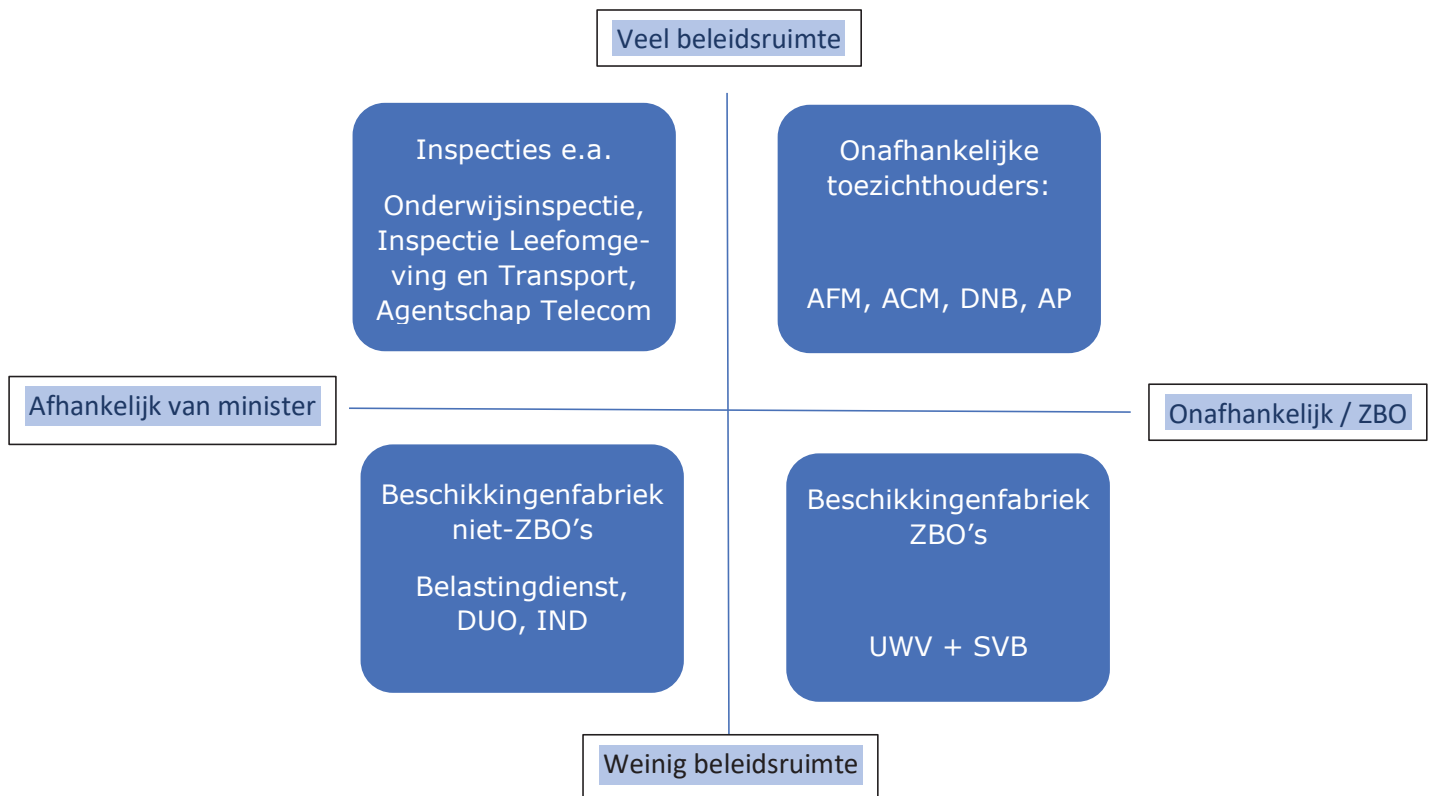 Veel beleidsruimte
Inspecties e.a.
Onderwijsinspectie,
Inspectie Leefomge-
ving en Transport,
Agentschap Telecom
Onafhankelijke
toezichthouders:
AFM, ACM, DNB, AP
Afhankelijk van minister
Onafhankelijk / ZBO
Beschikkingenfabriek
niet-ZBO’s
Belastingdienst,
DUO, IND
Beschikkingenfabriek
ZBO’s
UWV + SVB
Weinig beleidsruimte